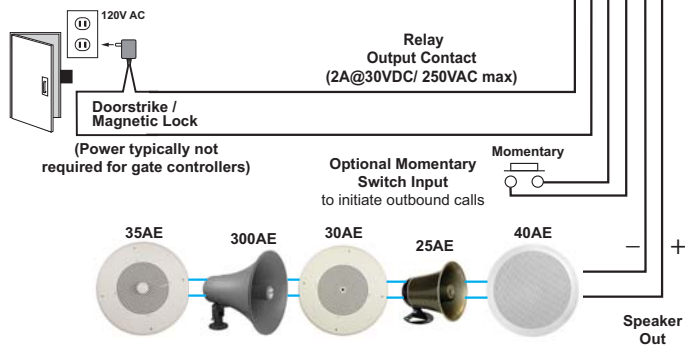 120V AC
Relay
Output Contact
(2A@30VDC/ 250VAC max)
Doorstrike /
Magnetic Lock
(Power typically not
required for gate controllers)
Optional Momentary
Switch Input
to initiate outbound calls
Momentary
35AE
300AE
30AE
25AE
40AE
− +
Speaker
Out